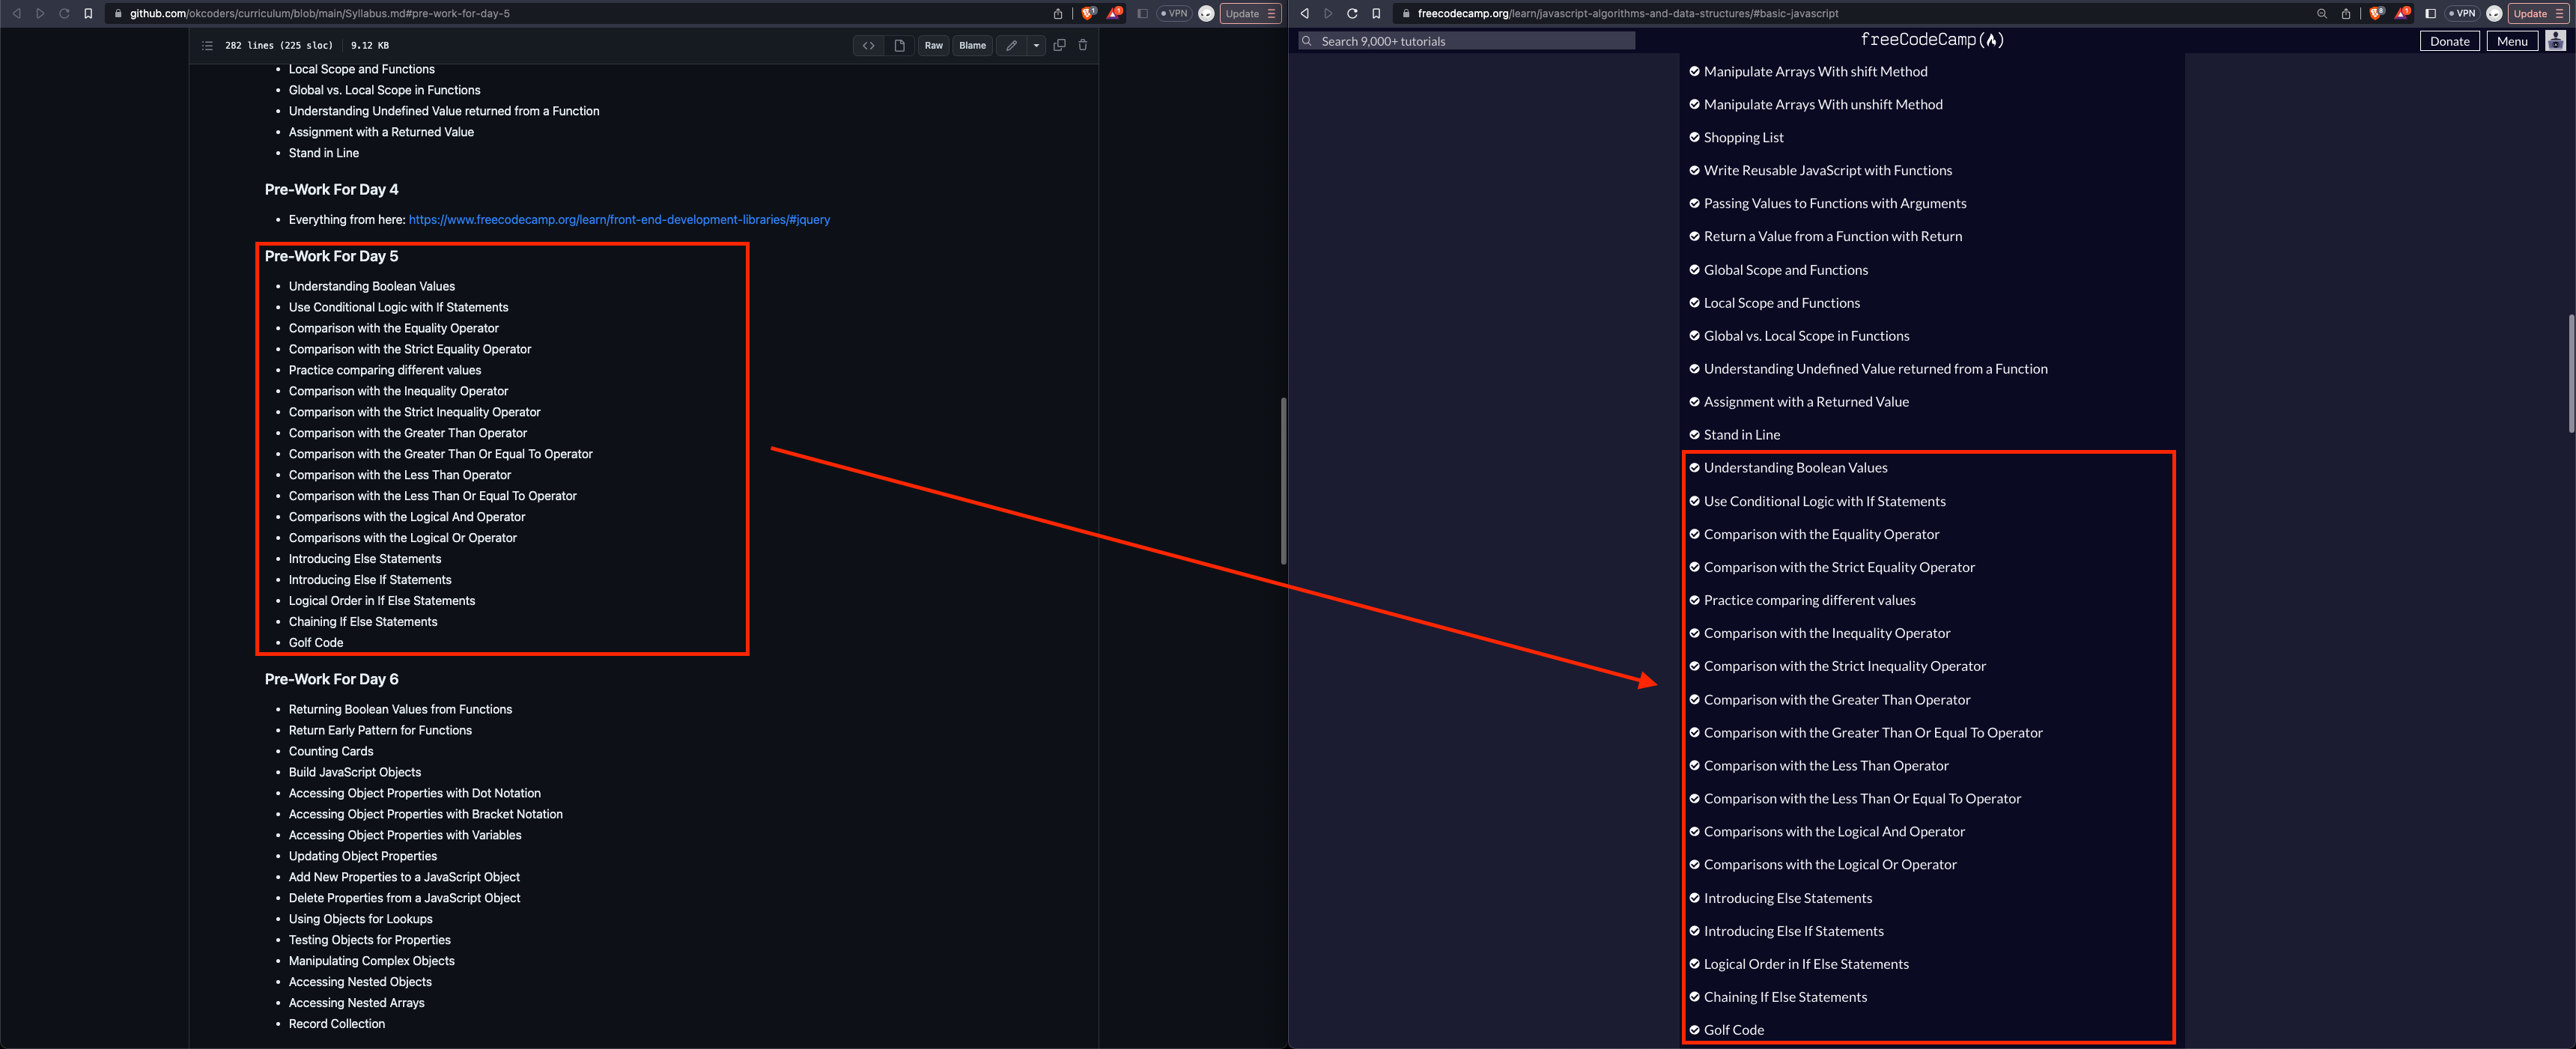 github.com/okcoders/curriculum/blob/main/Syllabus.md#pre-work-for-day-5
1
1
VPN
Update
282 lines (225 sloc)
9.12 KB
Raw
Blame
Local Scope and Functions
Global vs. Local Scope in Functions
Understanding Undefined Value returned from a Function
Assignment with a Returned Value
Stand in Line
Pre-Work For Day 4
Everything from here: https://www.freecodecamp.org/learn/front-end-development-libraries/#jquery
Pre-Work For Day 5
Understanding Boolean Values
Use Conditional Logic with If Statements
Comparison with the Equality Operator
Comparison with the Strict Equality Operator
Practice comparing different values
Comparison with the Inequality Operator
Comparison with the Strict Inequality Operator
Comparison with the Greater Than Operator
Comparison with the Greater Than Or Equal To Operator
Comparison with the Less Than Operator
Comparison with the Less Than Or Equal To Operator
Comparisons with the Logical And Operator
Comparisons with the Logical Or Operator
Introducing Else Statements
Introducing Else If Statements
Logical Order in If Else Statements
Chaining If Else Statements
Golf Code
Pre-Work For Day 6
Returning Boolean Values from Functions
Return Early Pattern for Functions
Counting Cards
Build JavaScript Objects
Accessing Object Properties with Dot Notation
Accessing Object Properties with Bracket Notation
Accessing Object Properties with Variables
Updating Object Properties
Add New Properties to a JavaScript Object
Delete Properties from a JavaScript Object
Using Objects for Lookups
Testing Objects for Properties
Manipulating Complex Objects
Accessing Nested Objects
Accessing Nested Arrays
Record Collection
freecodecamp.org/learn/javascript-algorithms-and-data-structures/#basic-javascript
1
VPN
Update
Search 9,000+ tutorials
freeCodeCamp
Donate
Menu
Manipulate Arrays With shift Method
Manipulate Arrays With unshift Method
Shopping List
Write Reusable JavaScript with Functions
Passing Values to Functions with Arguments
Return a Value from a Function with Return
Global Scope and Functions
Local Scope and Functions
Global vs. Local Scope in Functions
Understanding Undefined Value returned from a Function
Assignment with a Returned Value
Stand in Line
Understanding Boolean Values
Use Conditional Logic with If Statements
Comparison with the Equality Operator
Comparison with the Strict Equality Operator
Practice comparing different values
Comparison with the Inequality Operator
Comparison with the Strict Inequality Operator
Comparison with the Greater Than Operator
Comparison with the Greater Than Or Equal To Operator
Comparison with the Less Than Operator
Comparison with the Less Than Or Equal To Operator
Comparisons with the Logical And Operator
Comparisons with the Logical Or Operator
Introducing Else Statements
Introducing Else If Statements
Logical Order in If Else Statements
Chaining If Else Statements
Golf Code